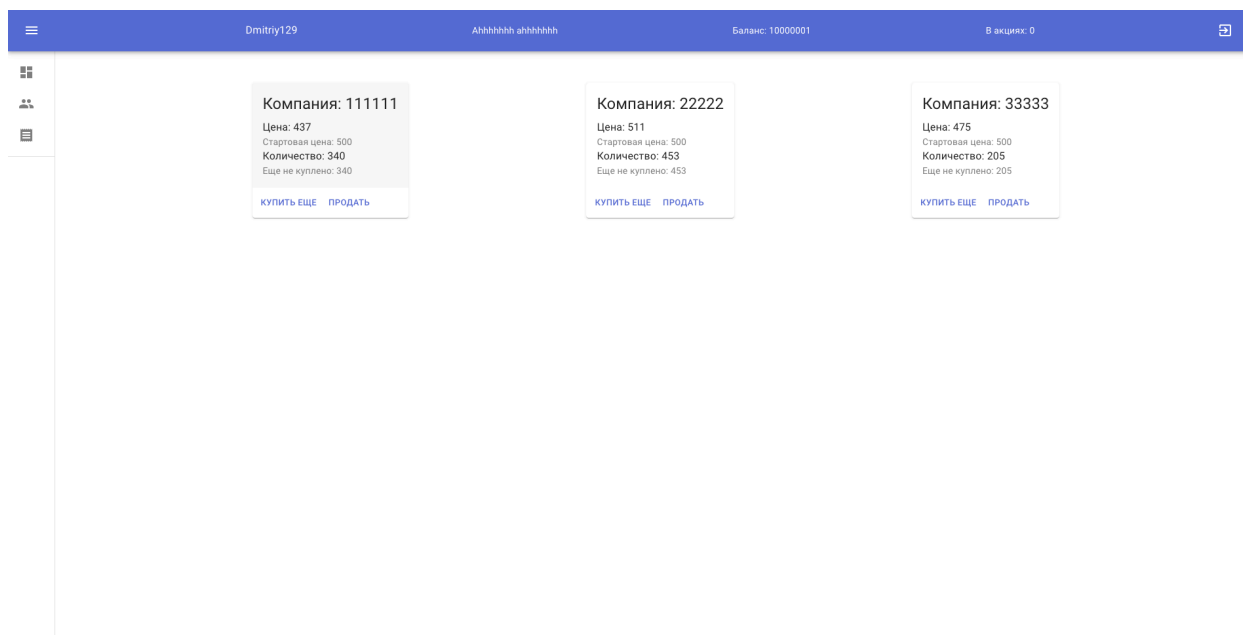 Dmitriy129
Ahhhhhhh ahhhhhhh
Баланс: 10000001
В акциях: 0
Компания: 111111
Цена: 437
Стартовая цена: 500
Количество: 340
Еще не куплено: 340
КУПИТЬ ЕЩЕ ПРОДАТЬ
Компания: 22222
Цена: 511
Стартовая цена: 500
Количество: 453
Еще не куплено: 453
КУПИТЬ ЕЩЕ ПРОДАТЬ
Компания: 33333
Цена: 475
Стартовая цена: 500
Количество: 205
Еще не куплено: 205
КУПИТЬ ЕЩЕ ПРОДАТЬ